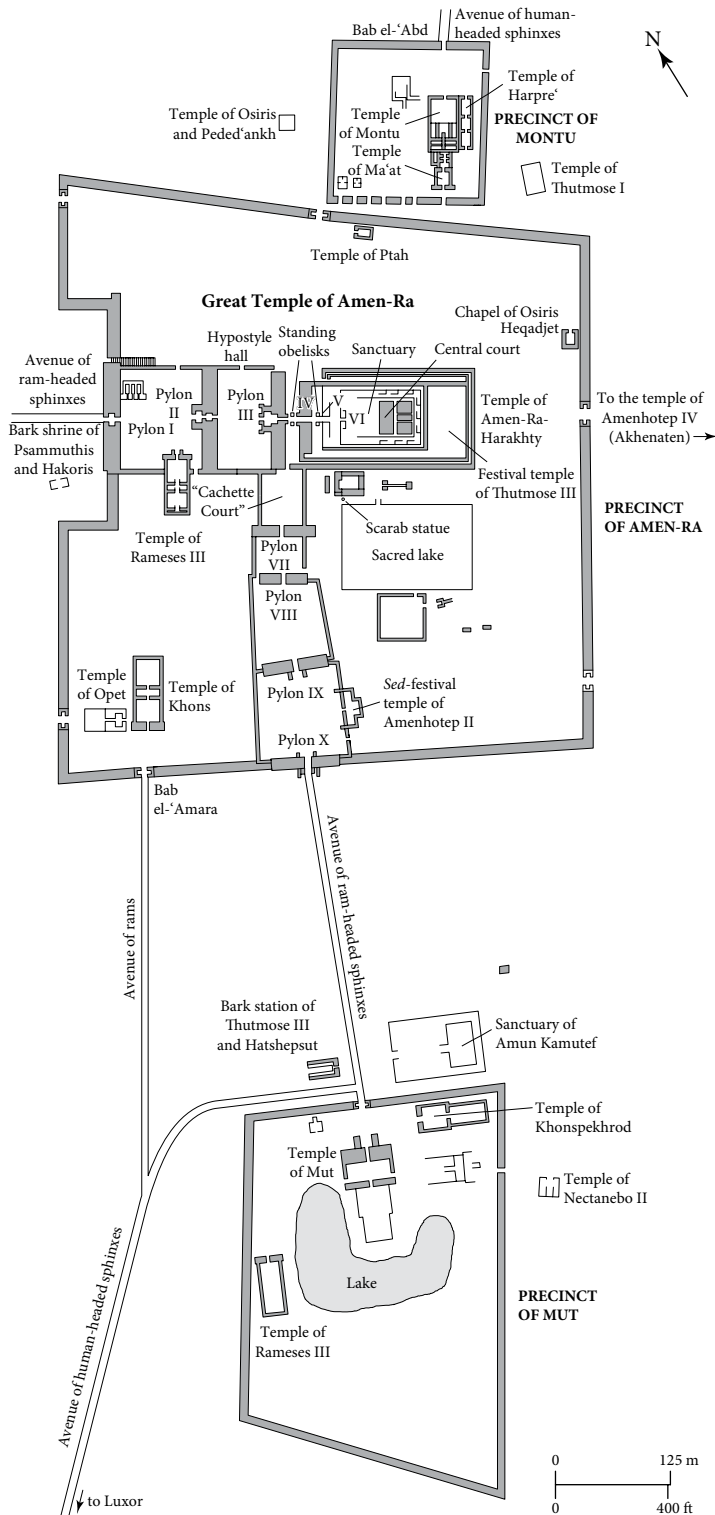 Avenue of human-
headed sphinxes
Bab el-‘Abd
N
Temple of
Harpre‘
Temple of Osiris
and Peded‘ankh
Temple
of Montu
PRECINCT OF
MONTU
Temple
of Ma‘at
Temple of
Thutmose I
Temple of Ptah
Great Temple of Amen-Ra
Chapel of Osiris
Heqadjet
Hypostyle
hall
Standing
obelisks
Sanctuary
Central court
Avenue of
ram-headed
sphinxes
Pylon
II
Pylon
III
IV
V
VI
Temple of
Amen-Ra-
Harakhty
To the temple of
Amenhotep IV
(Akhenaten)
Pylon I
Bark shrine of
Psammuthis
and Hakoris
Festival temple
of Thutmose III
“Cachette
Court”
PRECINCT
OF AMEN-RA
Temple of
Rameses III
Scarab statue
Pylon
VII
Sacred lake
Pylon
VIII
Temple
of Opet
Temple of
Khons
Pylon IX
Sed-festival
temple of
Amenhotep II
Pylon X
Bab
el-‘Amara
Avenue of rams
Avenue of ram-headed sphinxes
Bark station of
Thutmose III
and Hatshepsut
Sanctuary of
Amun Kamutef
Temple of
Khonspekhrod
Temple
of Mut
Temple of
Nectanebo II
Avenue of human-headed sphinxes
Lake
PRECINCT
OF MUT
Temple of
Rameses III
0 125 m
0 400 ft
to Luxor